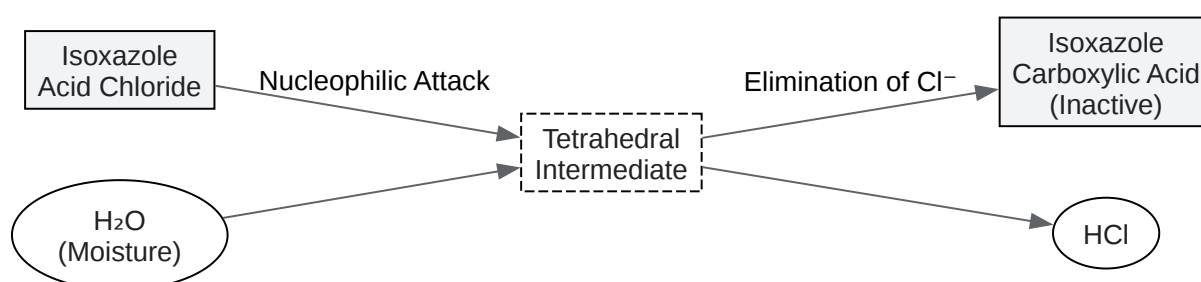 Isoxazole
Acid Chloride
Nucleophilic Attack
H₂O
(Moisture)
Tetrahedral
Intermediate
Elimination of Cl⁻
Isoxazole
Carboxylic Acid
(Inactive)
HCl